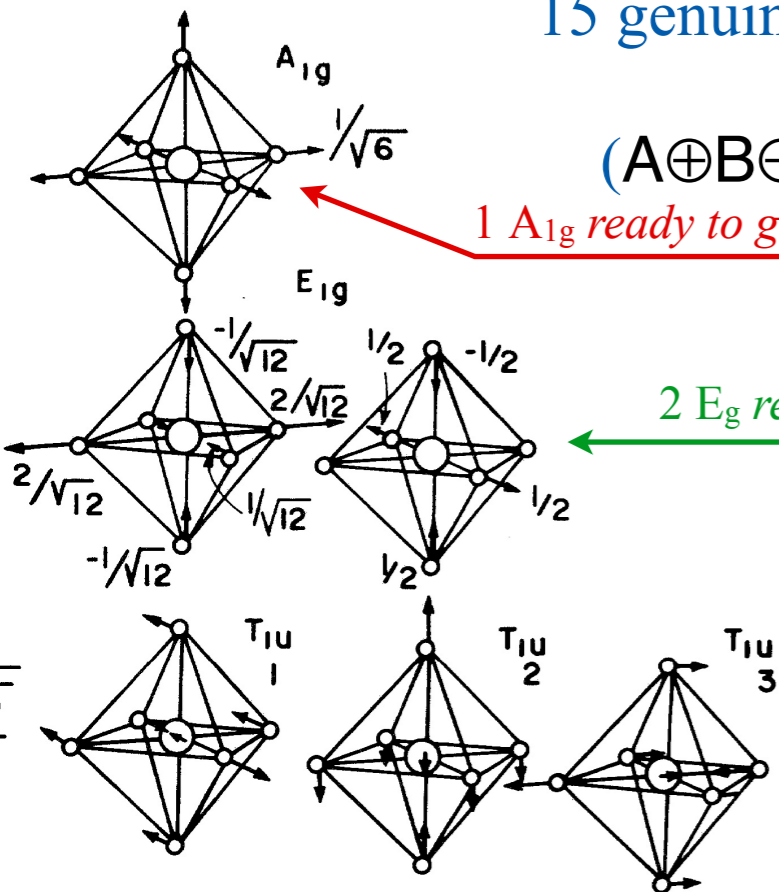 15 genuin
A1g
1/√6
(A⊕B⊖
1 A1g ready to g
E1g
-1/√12
1/2
-1/2
2/√12
2 Eg re
2/√12
1/√12
1/2
-1/√12
1/2
T1u
1
T1u
2
T1u
3